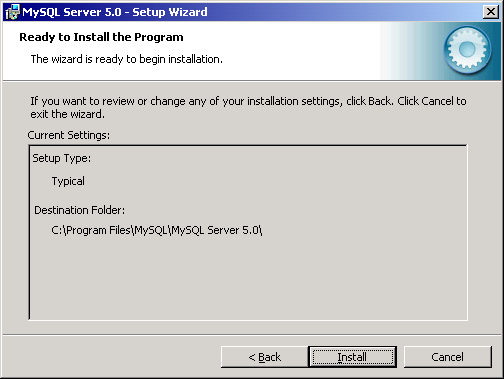 MySQL Server 5.0 - Setup Wizard
Ready to Install the Program
The wizard is ready to begin installation.
If you want to review or change any of your installation settings, click Back. Click Cancel to
exit the wizard.
Current Settings:
Setup Type:
Typical
Destination Folder:
C:\Program Files\MySQL\MySQL Server 5.0\
< Back Install Cancel